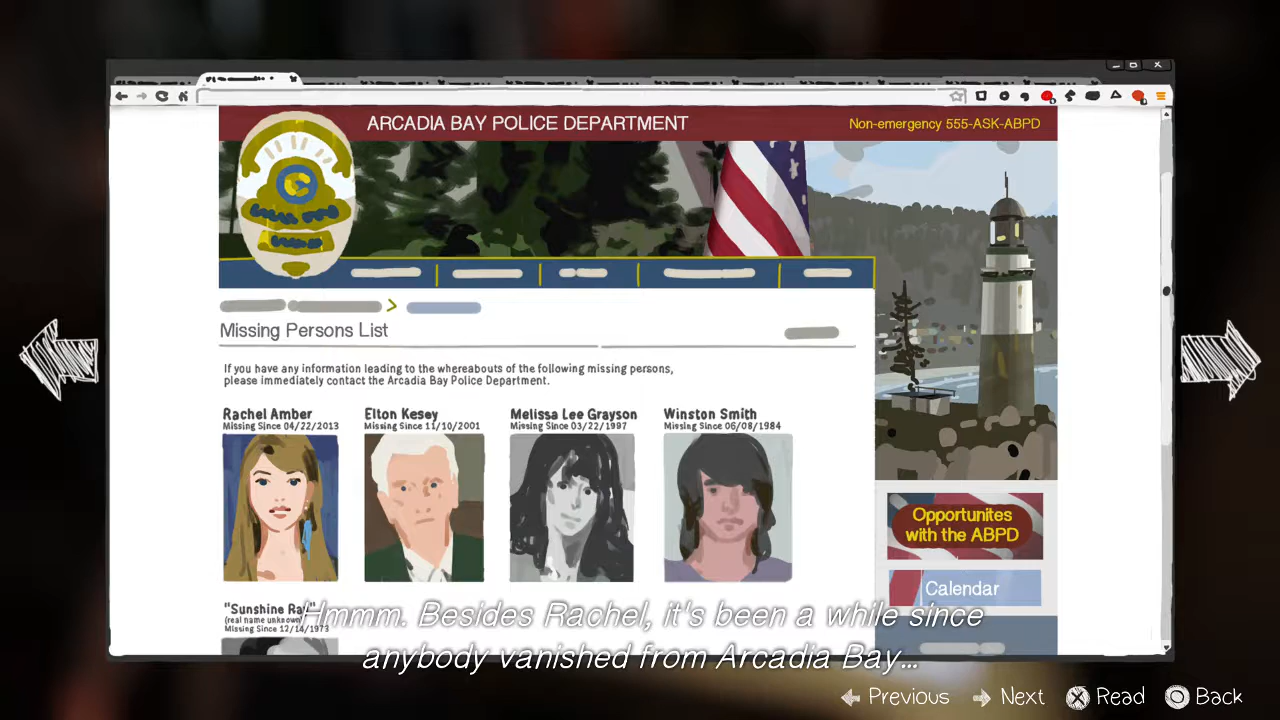 ARCADIA BAY POLICE DEPARTMENT
Non-emergency 555-ASK-ABPD
Missing Persons List
If you have any information leading to the whereabouts of the following missing persons,
please immediately contact the Arcadia Bay Police Department.
Rachel Amber
Missing Since 04/22/2013
Elton Kesey
Missing Since 11/10/2001
Melissa Lee Grayson
Missing Since 03/22/1997
Winston Smith
Missing Since 06/08/1984
Opportunites
with the ABPD
Calendar
"Sunshine Ray"
(real name unknown)
Missing Since 12/14/1973
Hmmm. Besides Rachel, it's been a while since
anybody vanished from Arcadia Bay...
Previous Next Read Back